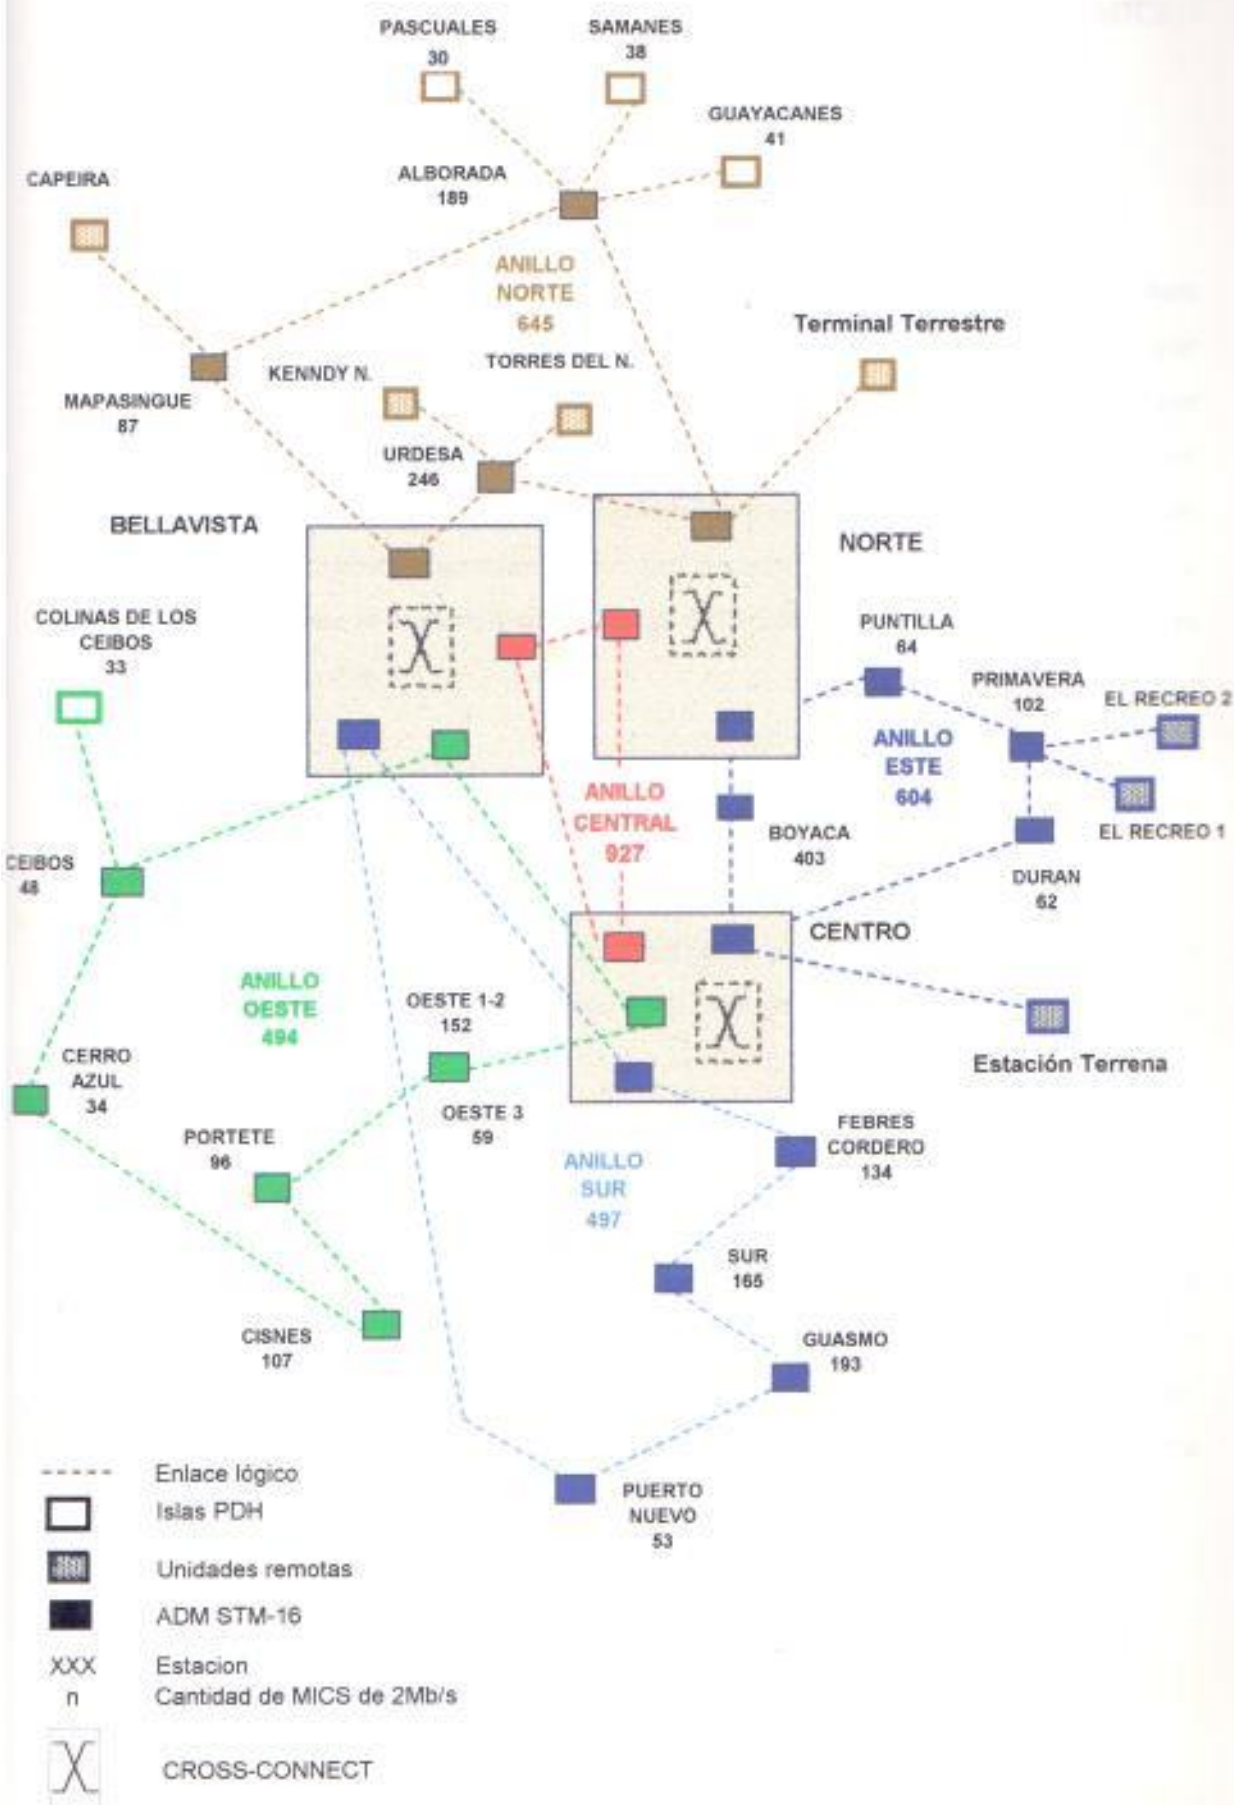 PASCUALES
30
SAMANES
38
GUAYACANES
41
CAPEIRA
ALBORADA
189
ANILLO
NORTE
645
Terminal Terrestre
TORRES DEL N.
KENNDY N.
MAPASINGUE
87
URDESA
246
BELLAVISTA
NORTE
COLINAS DE LOS
CEIBOS
33
PUNTILLA
64
PRIMAVERA
102
EL RECREO 2
ANILLO
ESTE
604
ANILLO
CENTRAL
927
BOYACA
403
EL RECREO 1
CEIBOS
48
DURAN
62
CENTRO
ANILLO
OESTE
494
OESTE 1-2
152
CERRO
AZUL
34
Estación Terrena
OESTE 3
59
PORTETE
96
FEBRES
CORDERO
134
ANILLO
SUR
497
SUR
165
CISNES
107
GUASMO
193
PUERTO
NUEVO
53
Enlace lógico
Islas PDH
Unidades remotas
ADM STM-16
XXX Estacion
n Cantidad de MICS de 2Mb/s
CROSS-CONNECT